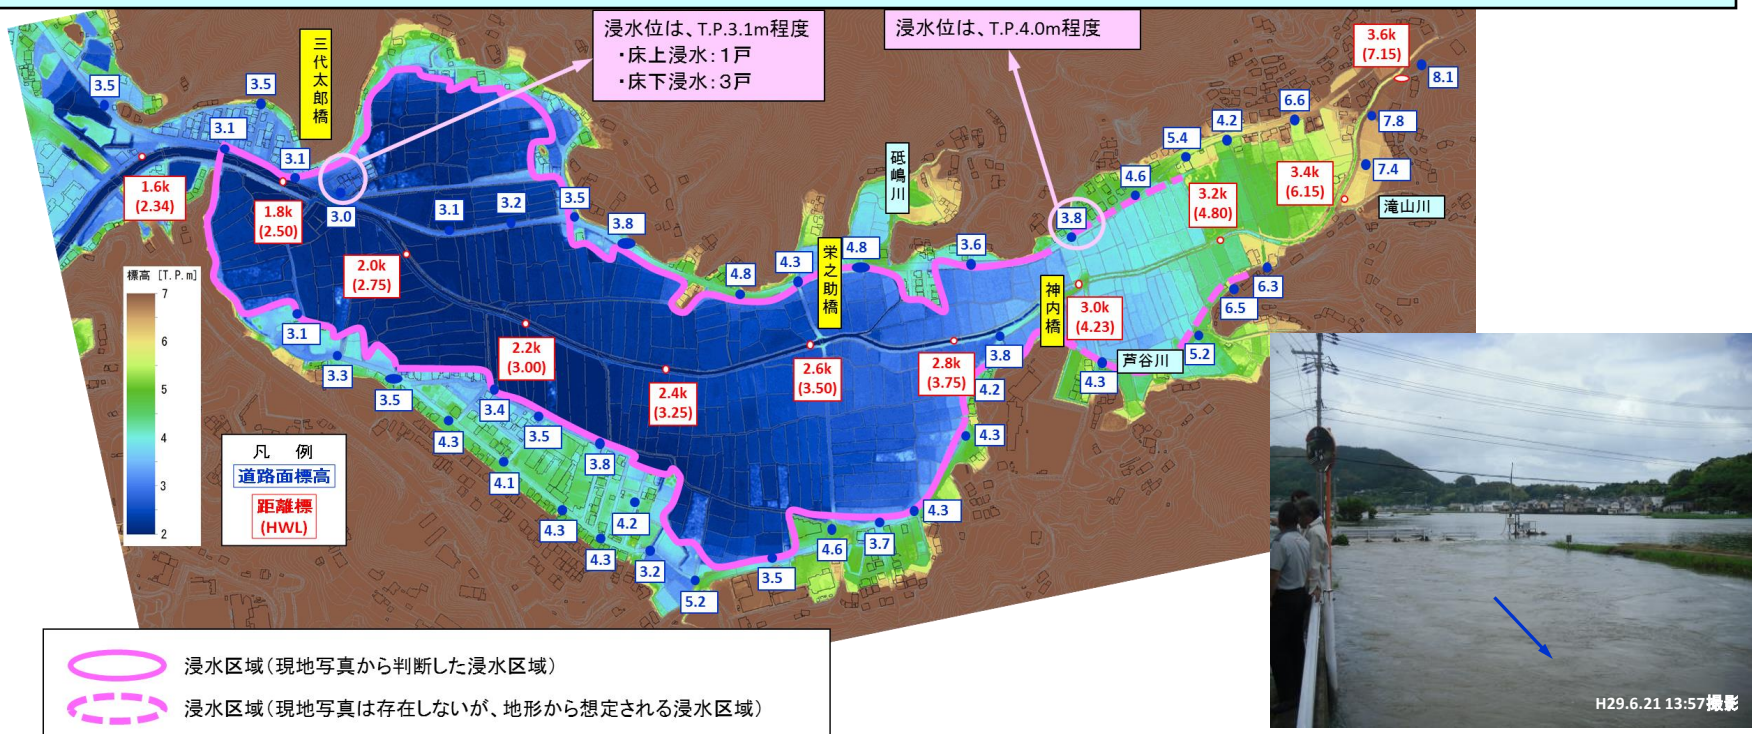 浸水位は、T.P.3.1m程度
・床上浸水：1戸
・床下浸水：3戸
浸水位は、T.P.4.0m程度
3.6k
(7.15)
8.1
三代太郎橋
3.5
3.5
3.1
3.1
6.6
4.2
5.4
7.8
7.4
砥嶋川
4.6
3.4k
(6.15)
3.2k
(4.80)
滝山川
1.6k
(2.34)
1.8k
(2.50)
3.0
3.1
3.2
3.5
3.8
3.8
栄之助橋
4.8
4.3
4.8
3.6
2.0k
(2.75)
標高 [T.P.m]
7
6
5
4
3
2
神内橋
3.0k
(4.23)
6.3
6.5
5.2
芦谷川
4.3
3.1
3.3
3.5
2.2k
(3.00)
2.4k
(3.25)
2.6k
(3.50)
2.8k
(3.75)
3.8
4.2
4.3
4.3
3.4
3.5
3.8
4.3
4.1
4.3
4.2
4.3
3.2
5.2
3.5
4.6
3.7
4.3
凡 例
道路面標高
距離標
(HWL)
浸水区域（現地写真から判断した浸水区域）
浸水区域（現地写真は存在しないが、地形から想定される浸水区域）
H29.6.21 13:57撮影